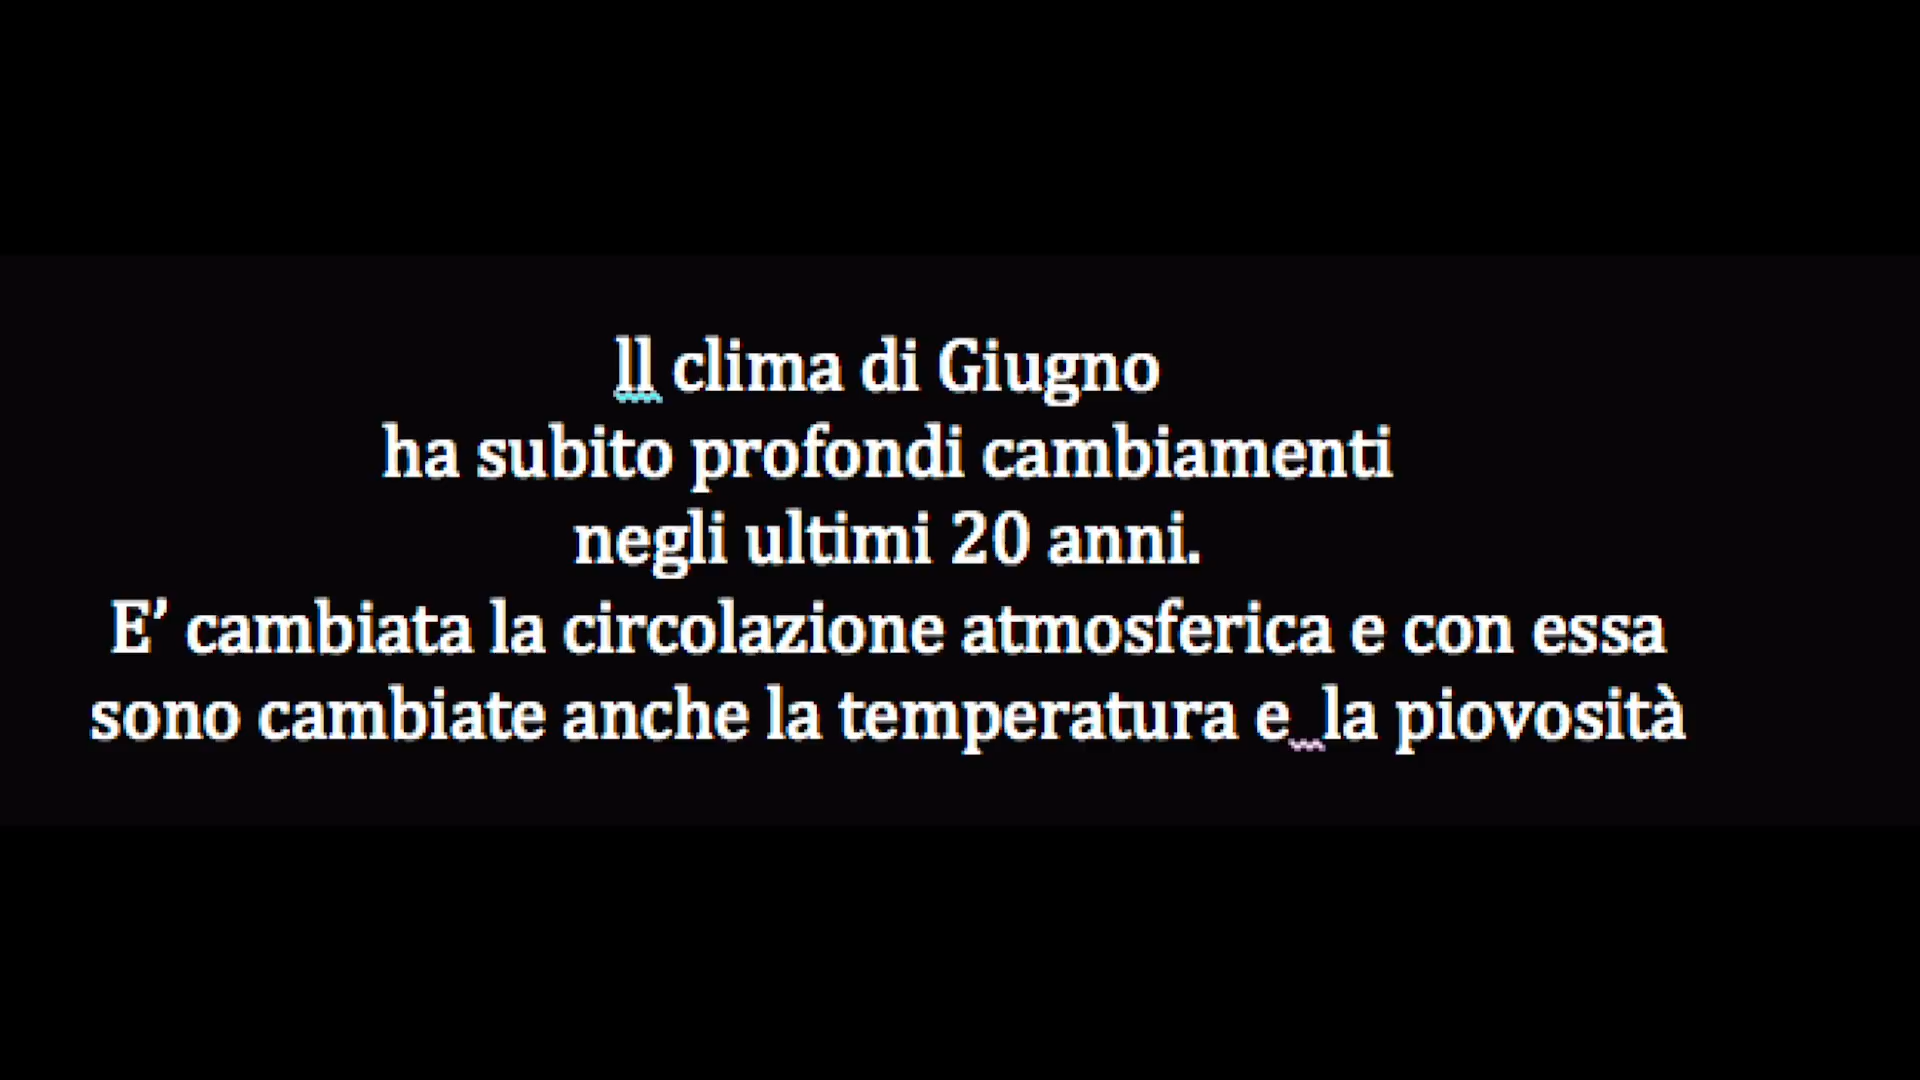 ll clima di Giugno
ha subito profondi cambiamenti
negli ultimi 20 anni.
E’ cambiata la circolazione atmosferica e con essa
sono cambiate anche la temperatura e  la piovosità